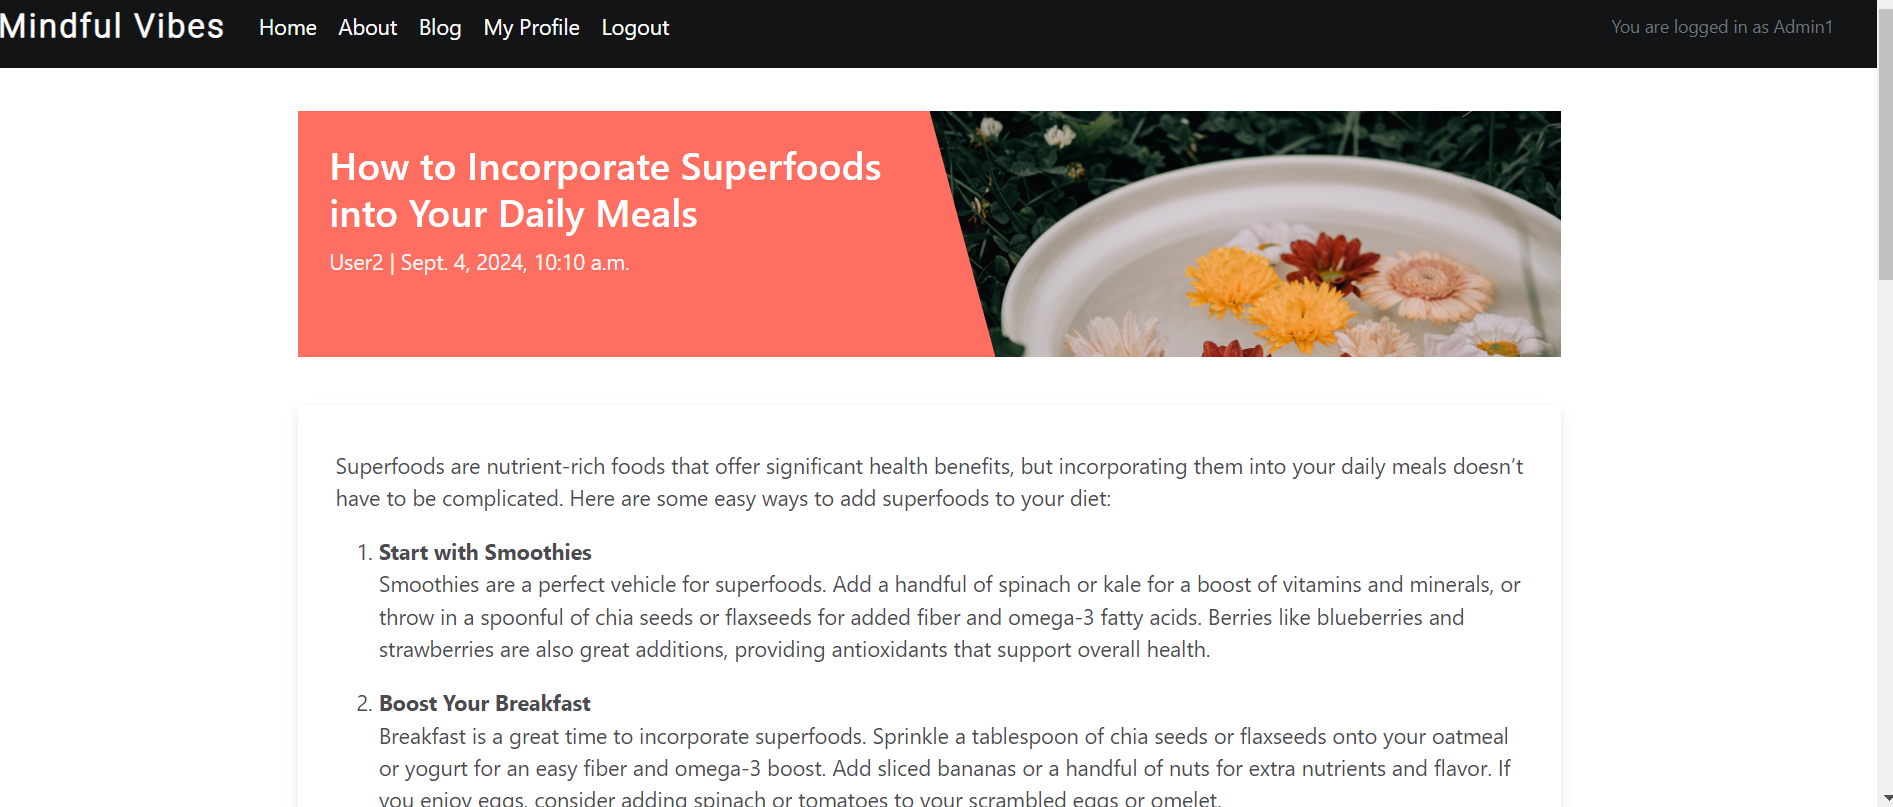 Mindful Vibes Home About Blog My Profile Logout You are logged in as Admin1
How to Incorporate Superfoods
into Your Daily Meals
User2 | Sept. 4, 2024, 10:10 a.m.
Superfoods are nutrient-rich foods that offer significant health benefits, but incorporating them into your daily meals doesn’t
have to be complicated. Here are some easy ways to add superfoods to your diet:
1. Start with Smoothies
Smoothies are a perfect vehicle for superfoods. Add a handful of spinach or kale for a boost of vitamins and minerals, or
throw in a spoonful of chia seeds or flaxseeds for added fiber and omega-3 fatty acids. Berries like blueberries and
strawberries are also great additions, providing antioxidants that support overall health.
2. Boost Your Breakfast
Breakfast is a great time to incorporate superfoods. Sprinkle a tablespoon of chia seeds or flaxseeds onto your oatmeal
or yogurt for an easy fiber and omega-3 boost. Add sliced bananas or a handful of nuts for extra nutrients and flavor. If
you enjoy eggs, consider adding spinach or tomatoes to your scrambled eggs or omelet.